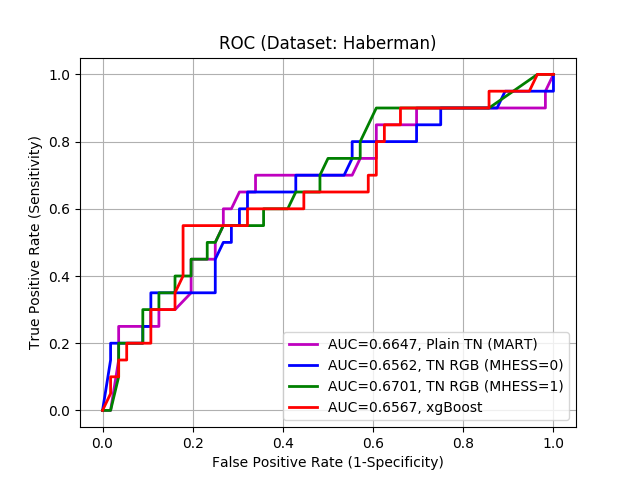 ROC (Dataset: Haberman)
True Positive Rate (Sensitivity)
1.0
0.8
0.6
0.4
0.2
0.0
AUC=0.6647, Plain TN (MART)
AUC=0.6562, TN RGB (MHESS=0)
AUC=0.6701, TN RGB (MHESS=1)
AUC=0.6567, xgBoost
0.0 0.2 0.4 0.6 0.8 1.0
False Positive Rate (1-Specificity)